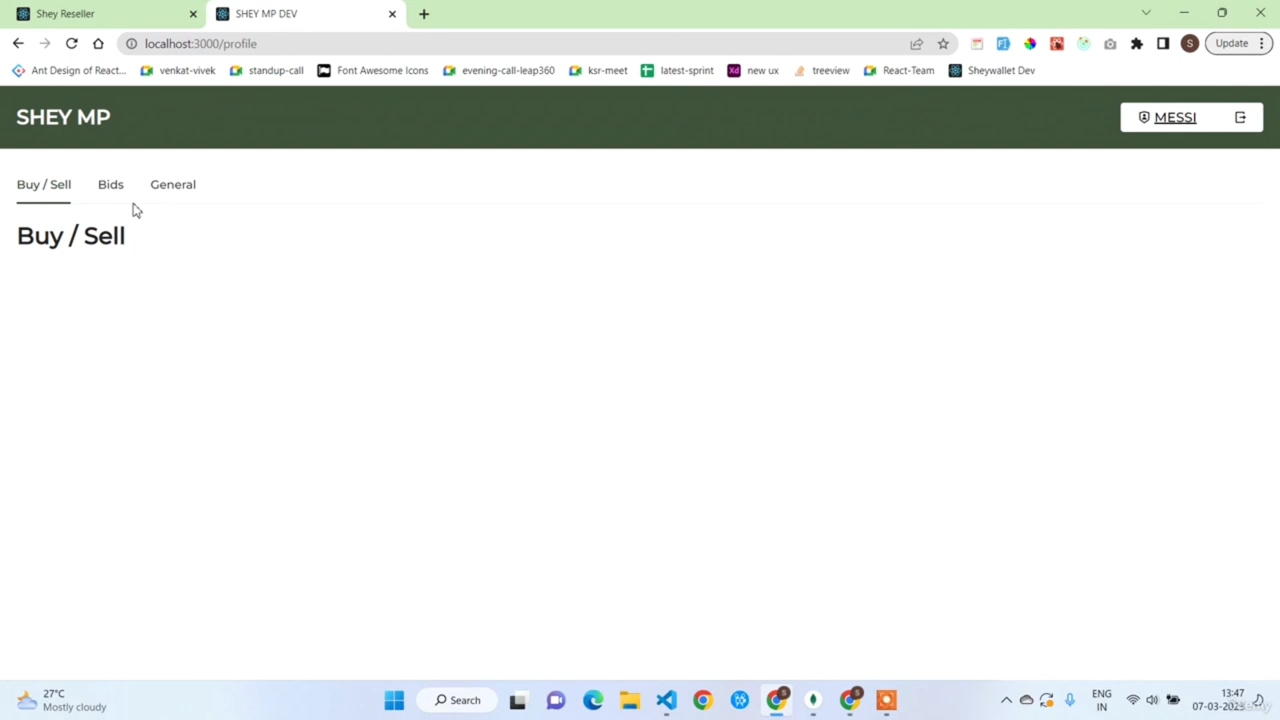 Shey Reseller
SHEY MP DEV
localhost:3000/profile
S
Update
Ant Design of React...
venkat-vivek
standup-call
Font Awesome Icons
evening-call-leap360
ksr-meet
latest-sprint
Xd
new ux
treeview
React-Team
Sheywallet Dev
SHEY MP
MESSI
Buy / Sell
Bids
General
Buy / Sell
27°C
Mostly cloudy
Search
ENG
IN
13:47
07-03-2023